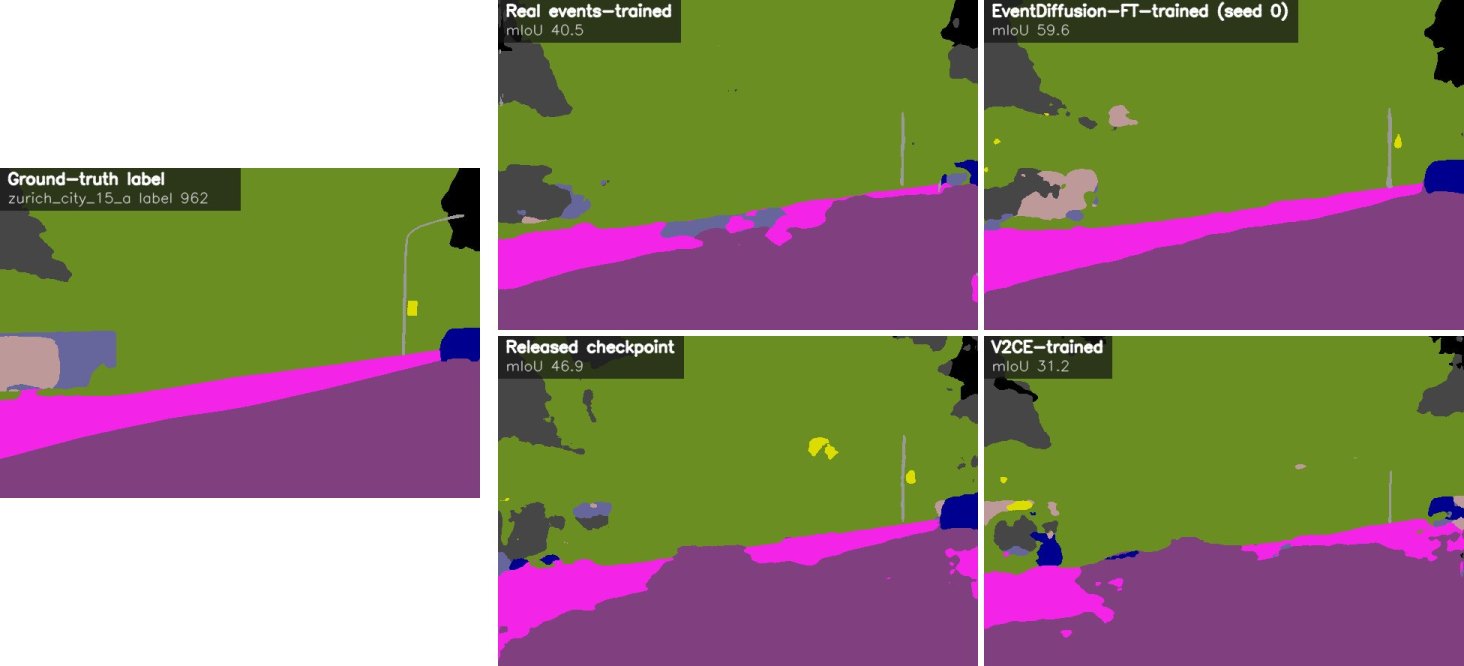 Ground-truth label
zurich_city_15_a label 962
Real events-trained
mIoU 40.5
EventDiffusion-FT-trained (seed 0)
mIoU 59.6
Released checkpoint
mIoU 46.9
V2CE-trained
mIoU 31.2